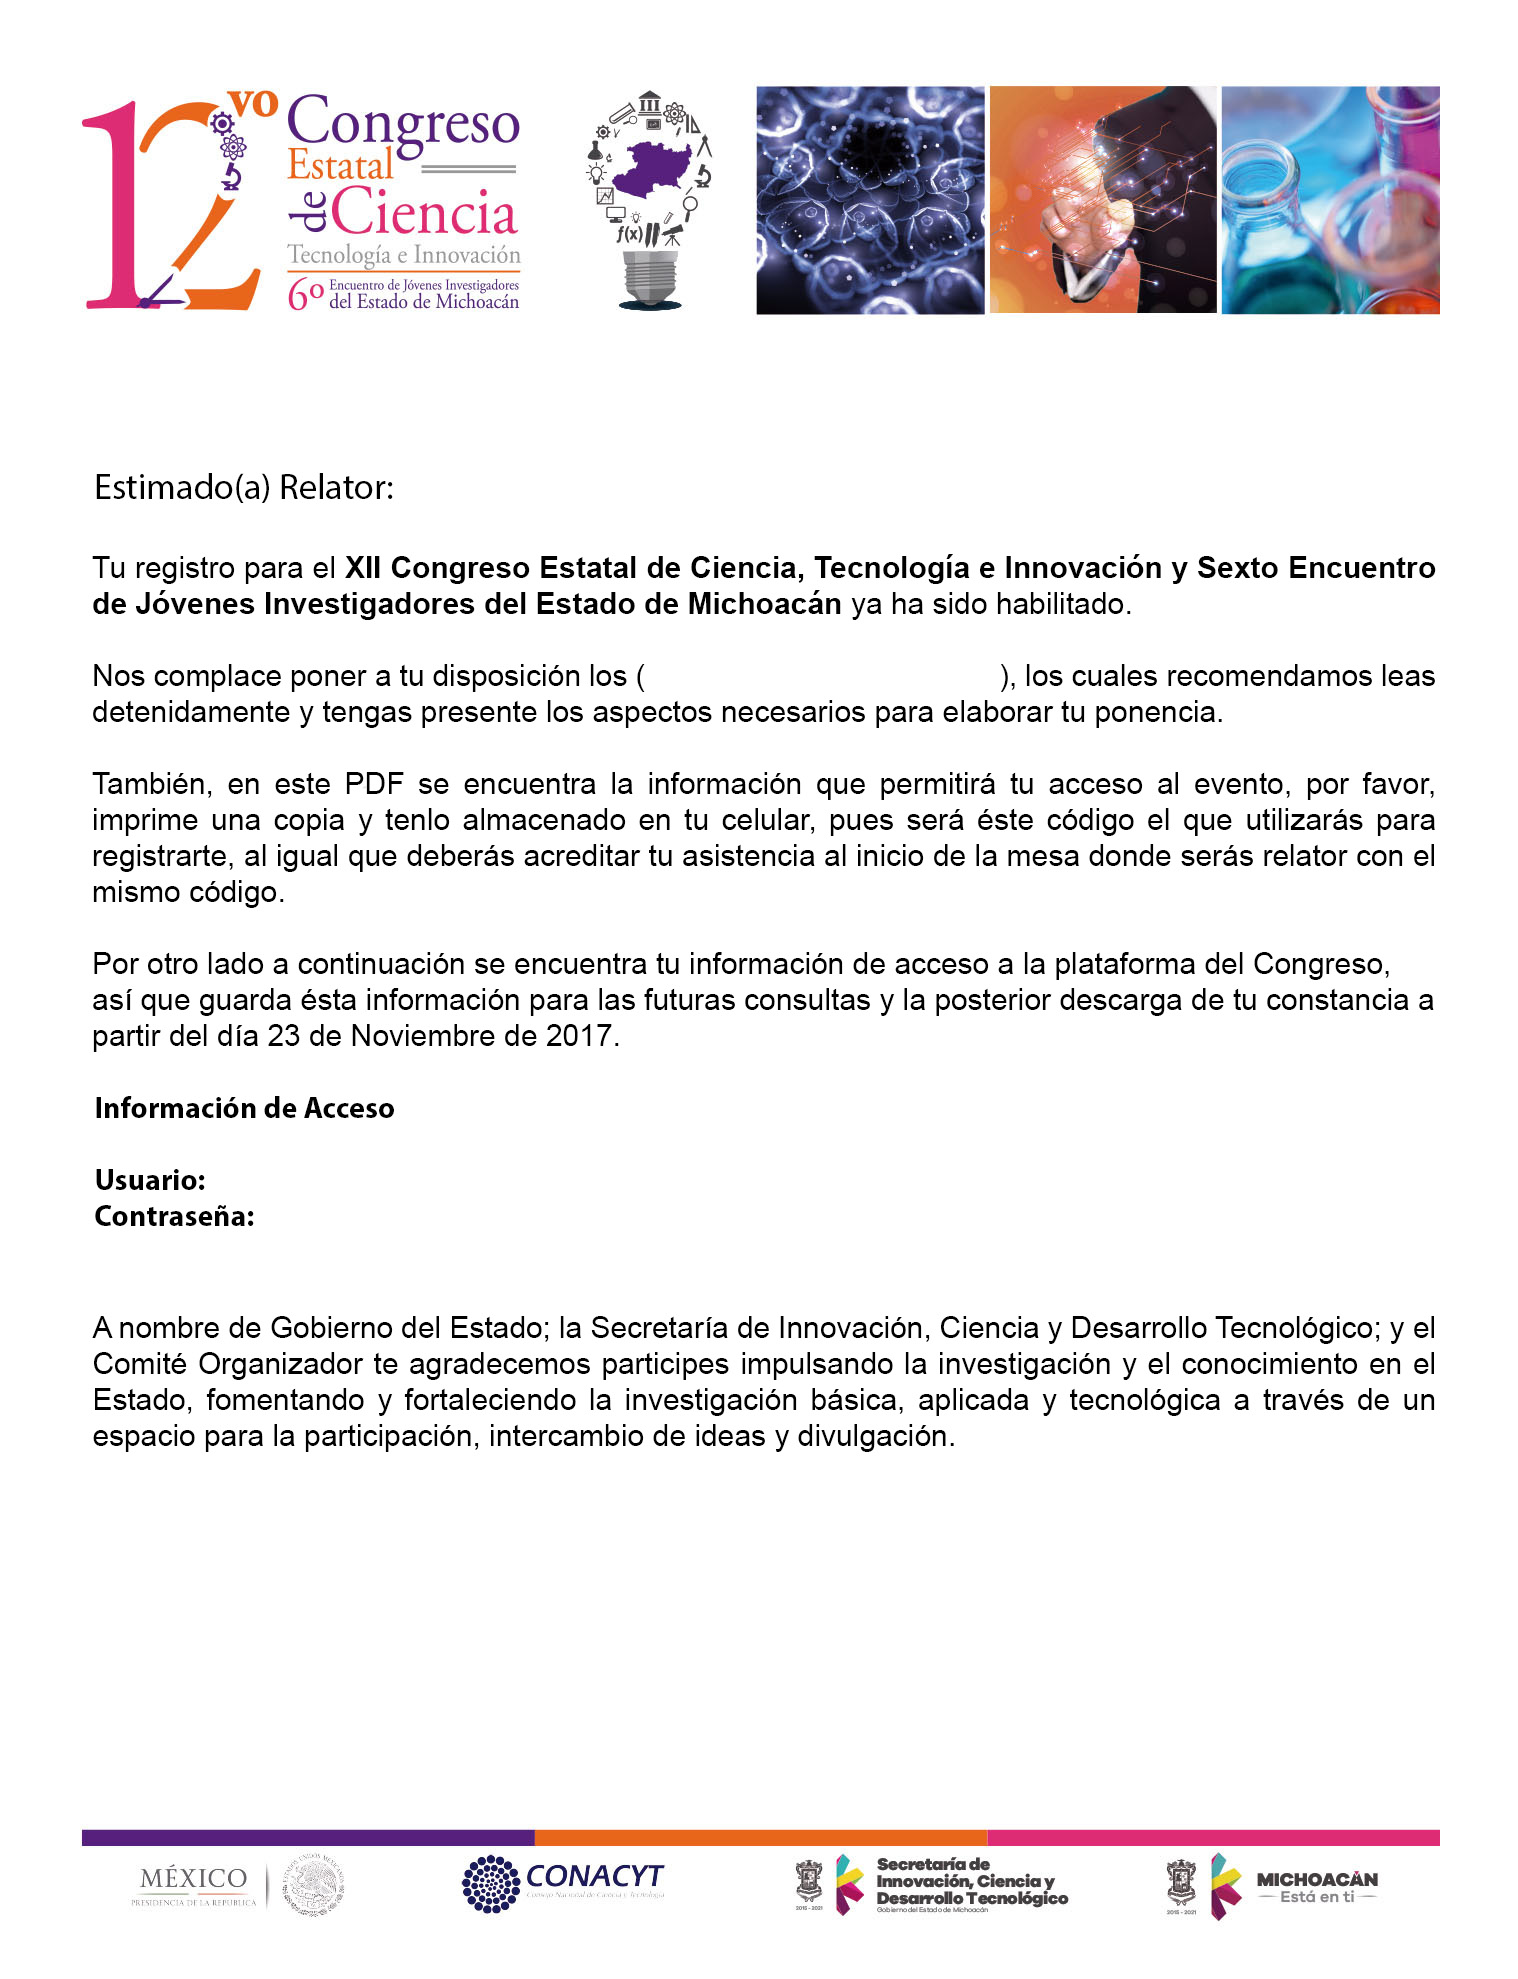 12vo Congreso
Estatal
de Ciencia
Tecnología e Innovación
6º Encuentro de Jóvenes Investigadores
del Estado de Michoacán
f(x)
Estimado(a) Relator:
Tu registro para el XII Congreso Estatal de Ciencia, Tecnología e Innovación y Sexto Encuentro
de Jóvenes Investigadores del Estado de Michoacán ya ha sido habilitado.
Nos complace poner a tu disposición los ( ), los cuales recomendamos leas
detenidamente y tengas presente los aspectos necesarios para elaborar tu ponencia.
También, en este PDF se encuentra la información que permitirá tu acceso al evento, por favor,
imprime una copia y tenlo almacenado en tu celular, pues será éste código el que utilizarás para
registrarte, al igual que deberás acreditar tu asistencia al inicio de la mesa donde serás relator con el
mismo código.
Por otro lado a continuación se encuentra tu información de acceso a la plataforma del Congreso,
así que guarda ésta información para las futuras consultas y la posterior descarga de tu constancia a
partir del día 23 de Noviembre de 2017.
Información de Acceso
Usuario:
Contraseña:
A nombre de Gobierno del Estado; la Secretaría de Innovación, Ciencia y Desarrollo Tecnológico; y el
Comité Organizador te agradecemos participes impulsando la investigación y el conocimiento en el
Estado, fomentando y fortaleciendo la investigación básica, aplicada y tecnológica a través de un
espacio para la participación, intercambio de ideas y divulgación.
MÉXICO
PRESIDENCIA DE LA REPÚBLICA
ESTADOS UNIDOS MEXICANOS
CONACYT
Consejo Nacional de Ciencia y Tecnología
2015 - 2021
Secretaría de
Innovación, Ciencia y
Desarrollo Tecnológico
Gobierno del Estado de Michoacán
2015 - 2021
MICHOACÁN
Está en ti